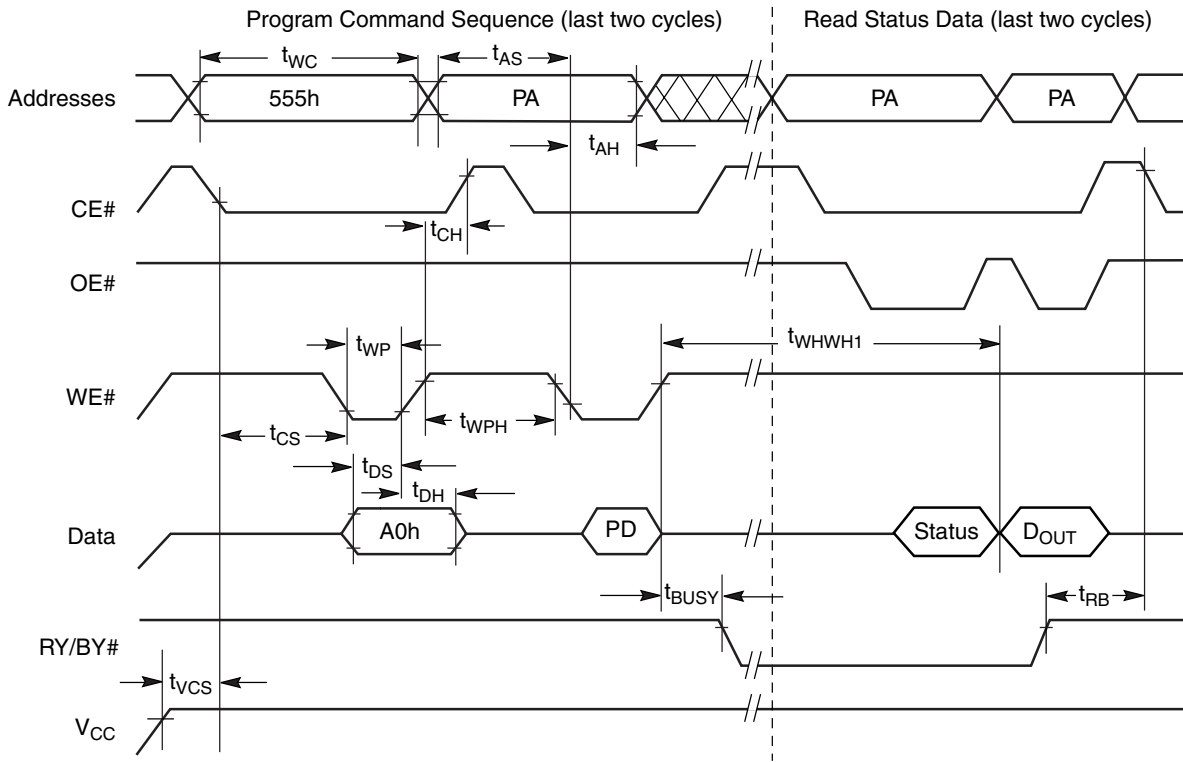 Program Command Sequence (last two cycles) Read Status Data (last two cycles)
tWC tAS
Addresses 555h PA PA PA
tAH
CE#
tCH
OE#
tWP tWHWH1
WE#
tCS tWPH
tDS
tDH
Data A0h PD Status DOUT
tBUSY tRB
RY/BY#
tVCS
VCC